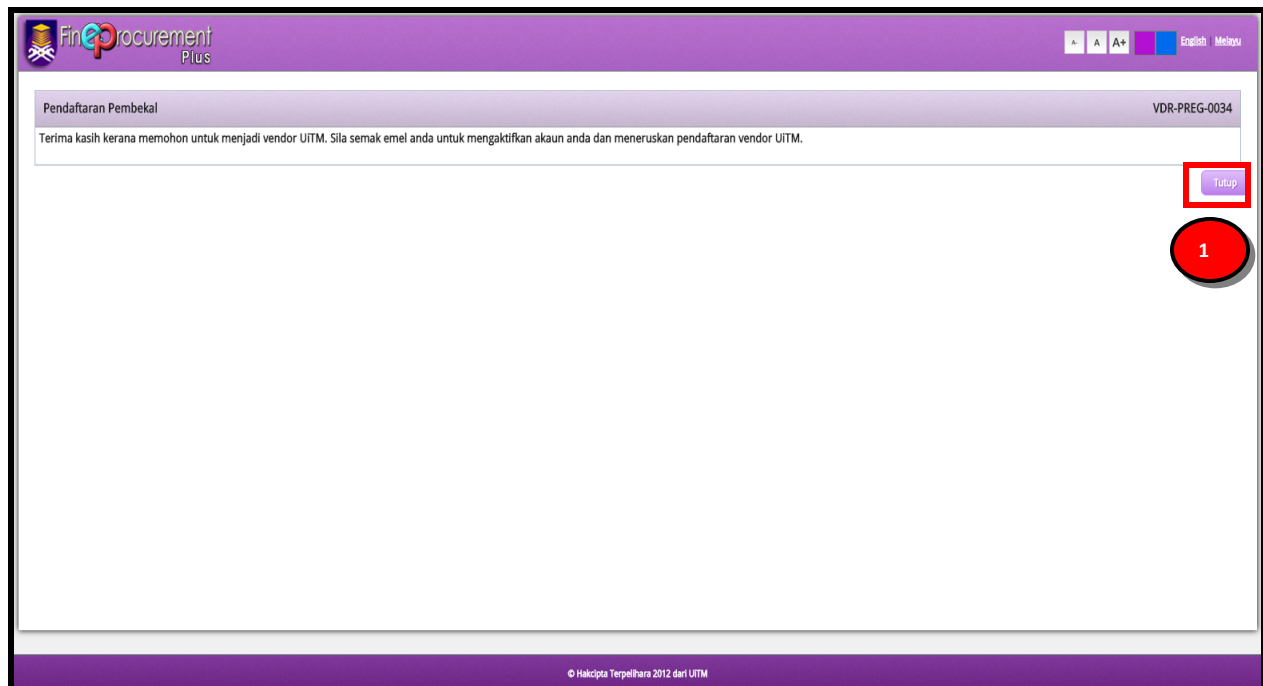 FineProcurement
Plus
A- A A+ English | Melayu
Pendaftaran Pembekal VDR-PREG-0034
Terima kasih kerana memohon untuk menjadi vendor UiTM. Sila semak emel anda untuk mengaktifkan akaun anda dan meneruskan pendaftaran vendor UiTM.
Tutup
1
© Hakcipta Terpelihara 2012 dari UiTM